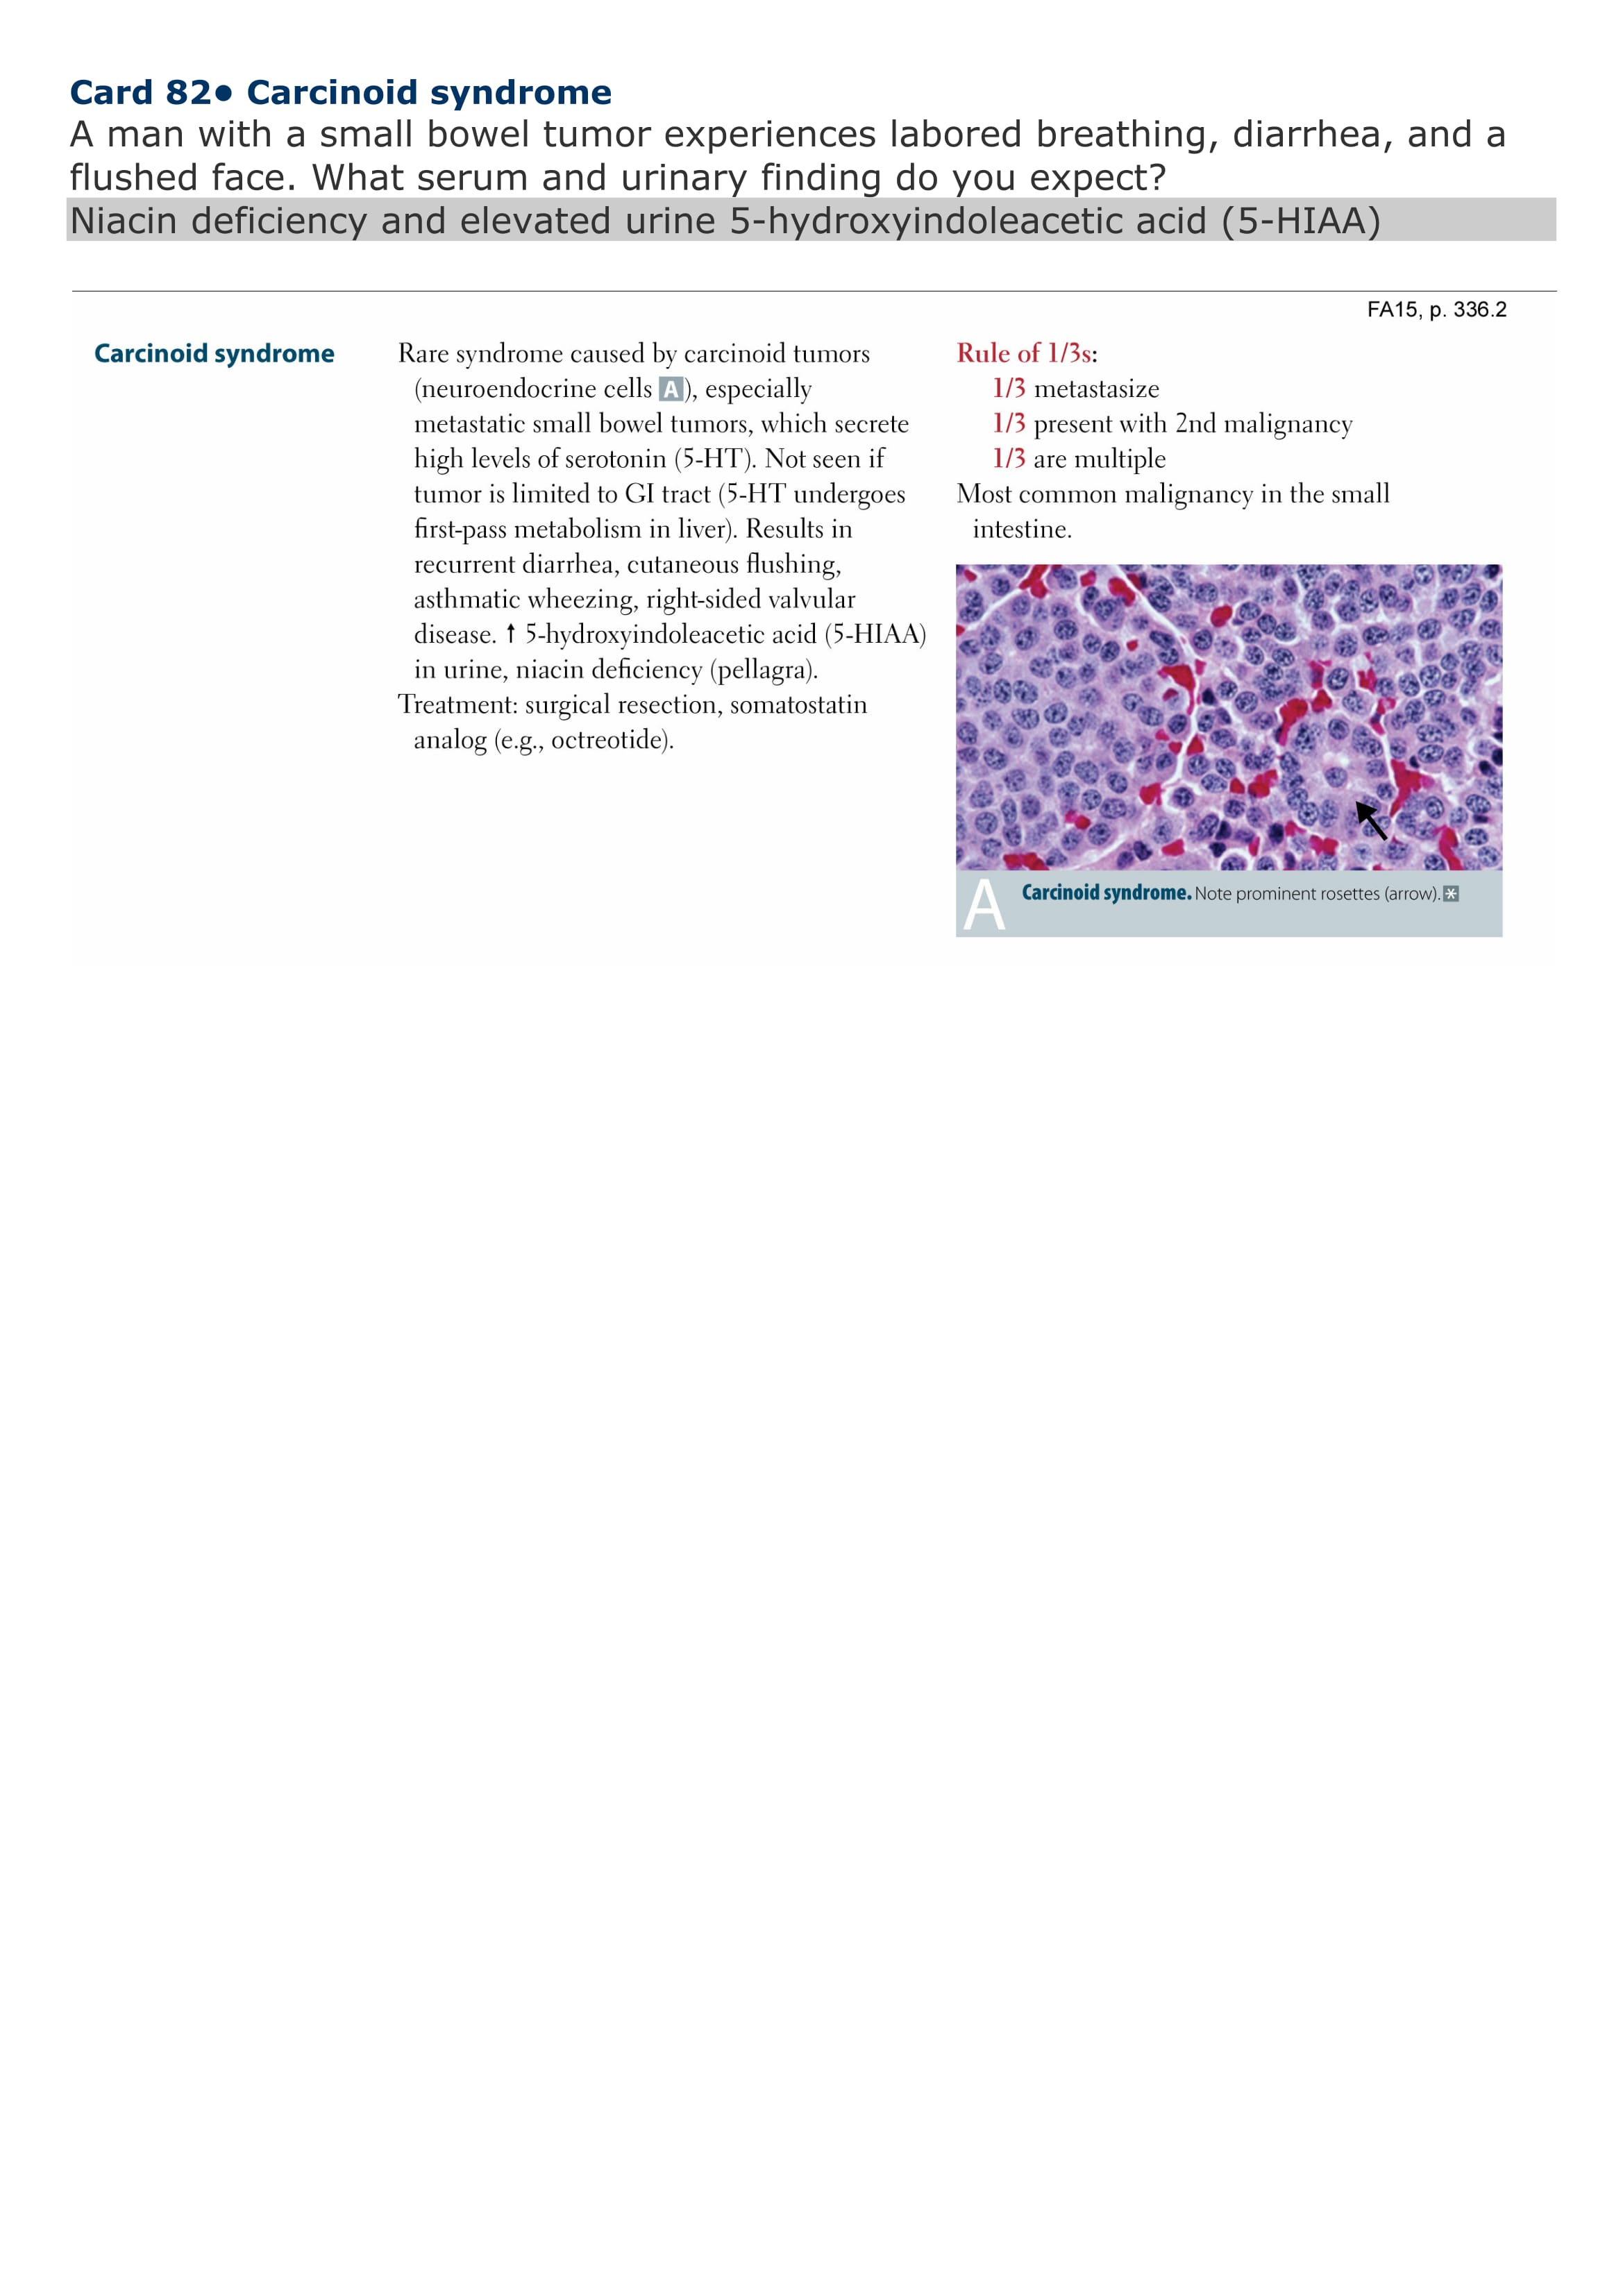 Card 82● Carcinoid syndrome
A man with a small bowel tumor experiences labored breathing, diarrhea, and a
flushed face. What serum and urinary finding do you expect?
Niacin deficiency and elevated urine 5-hydroxyindoleacetic acid (5-HIAA)
FA15, p. 336.2
Carcinoid syndrome
Rare syndrome caused by carcinoid tumors
(neuroendocrine cells A), especially
metastatic small bowel tumors, which secrete
high levels of serotonin (5-HT). Not seen if
tumor is limited to GI tract (5-HT undergoes
first-pass metabolism in liver). Results in
recurrent diarrhea, cutaneous flushing,
asthmatic wheezing, right-sided valvular
disease. ↑ 5-hydroxyindoleacetic acid (5-HIAA)
in urine, niacin deficiency (pellagra).
Treatment: surgical resection, somatostatin
analog (e.g., octreotide).
Rule of 1/3s:
1/3 metastasize
1/3 present with 2nd malignancy
1/3 are multiple
Most common malignancy in the small
intestine.
A Carcinoid syndrome. Note prominent rosettes (arrow). *